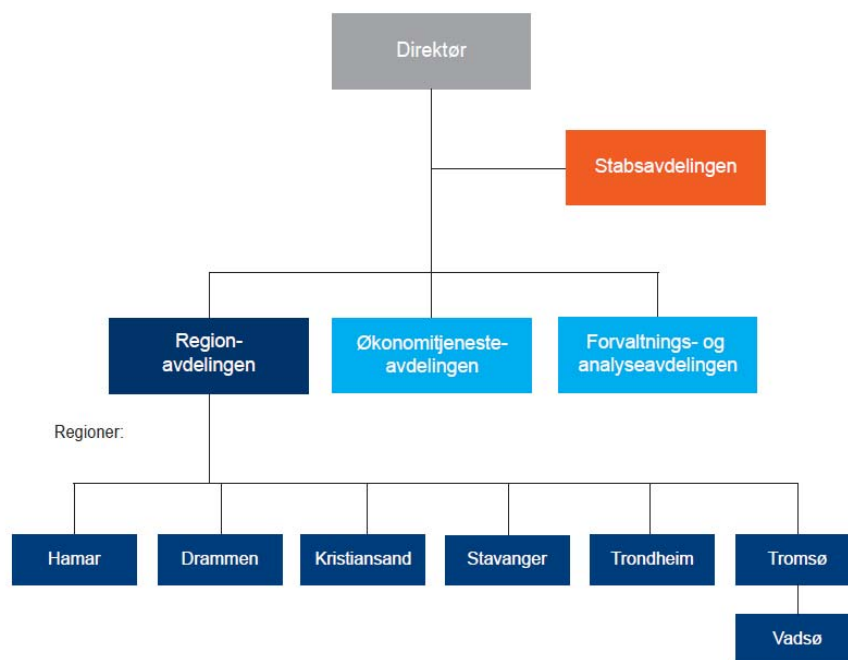 Direktør
Stabsavdelingen
Region-
avdelingen
Økonomitjeneste-
avdelingen
Forvaltnings- og
analyseavdelingen
Regioner:
Hamar
Drammen
Kristiansand
Stavanger
Trondheim
Tromsø
Vadsø